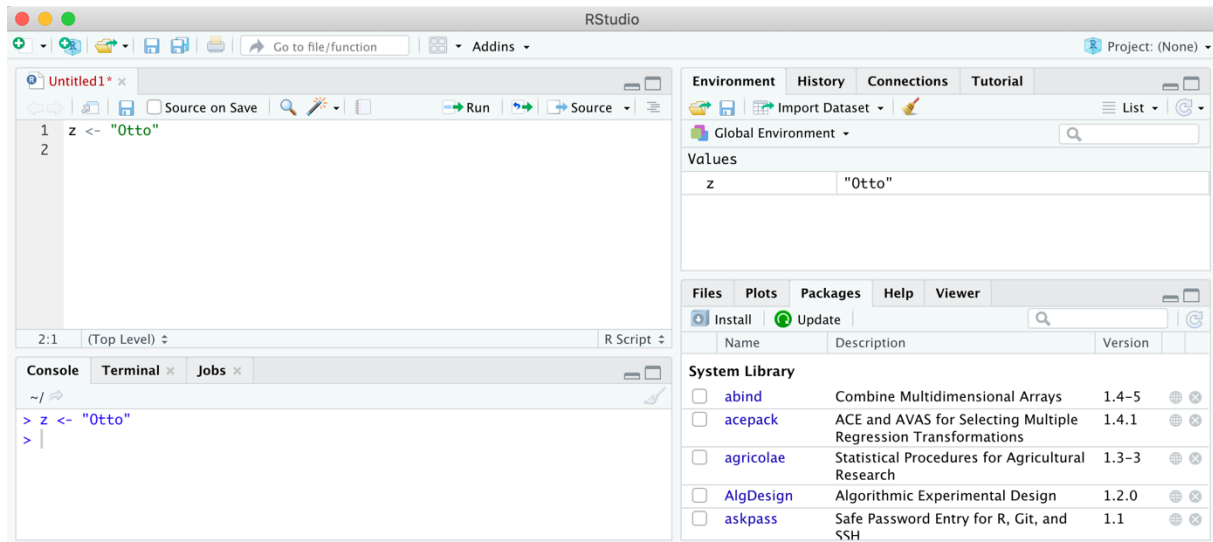 RStudio
Go to file/function Addins Project: (None)
Untitled1*
Source on Save Run Source
1 z <- "Otto"
2
2:1 (Top Level) R Script
Console Terminal Jobs
~/
> z <- "Otto"
>
Environment History Connections Tutorial
Import Dataset List
Global Environment
Values
z "Otto"
Files Plots Packages Help Viewer
Install Update
Name Description Version
System Library
abind Combine Multidimensional Arrays 1.4-5
acepack ACE and AVAS for Selecting Multiple 1.4.1
Regression Transformations
agricolae Statistical Procedures for Agricultural 1.3-3
Research
AlgDesign Algorithmic Experimental Design 1.2.0
askpass Safe Password Entry for R, Git, and 1.1
SSH